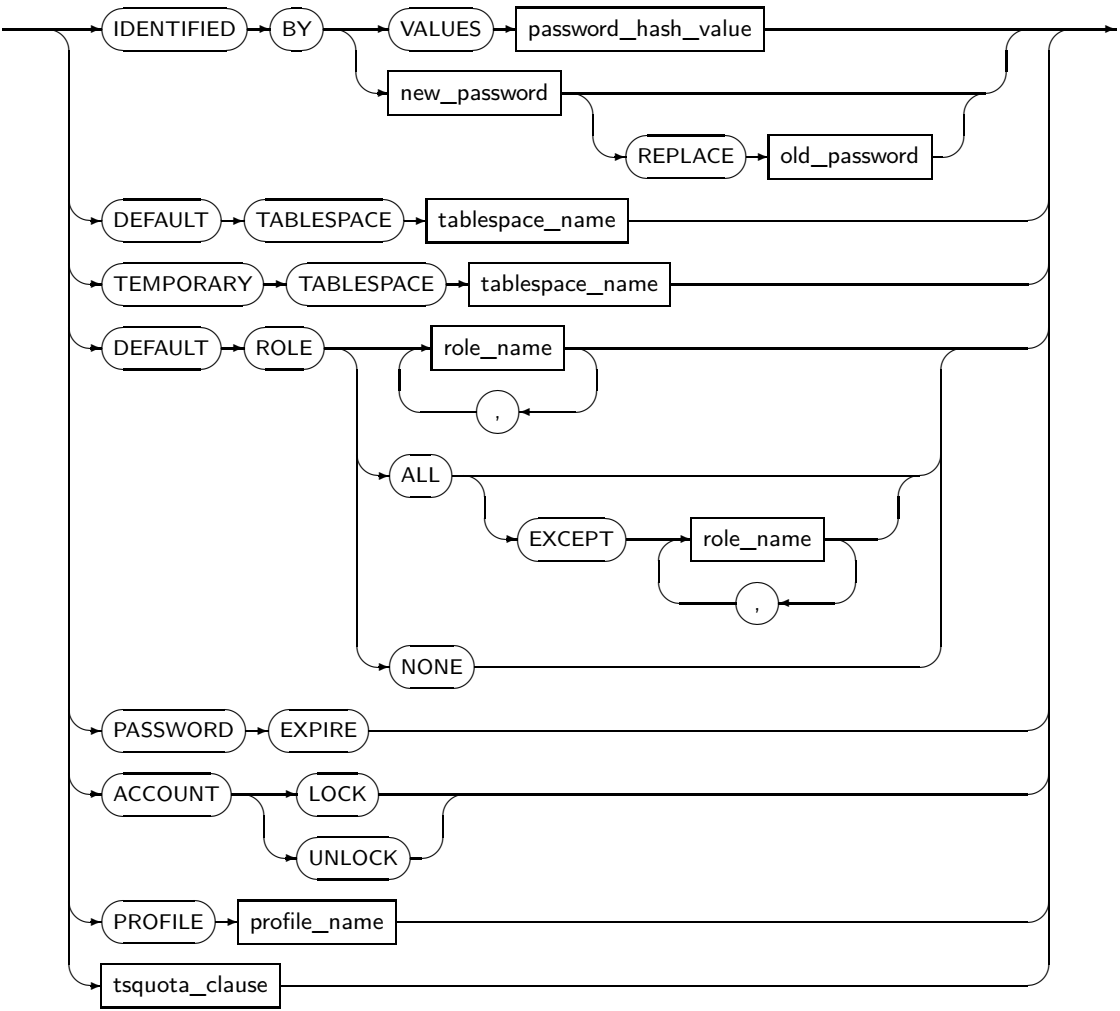 IDENTIFIED BY VALUES password_hash_value
new_password
REPLACE old_password
DEFAULT TABLESPACE tablespace_name
TEMPORARY TABLESPACE tablespace_name
DEFAULT ROLE role_name
,
ALL
EXCEPT role_name
,
NONE
PASSWORD EXPIRE
ACCOUNT LOCK
UNLOCK
PROFILE profile_name
tsquota_clause